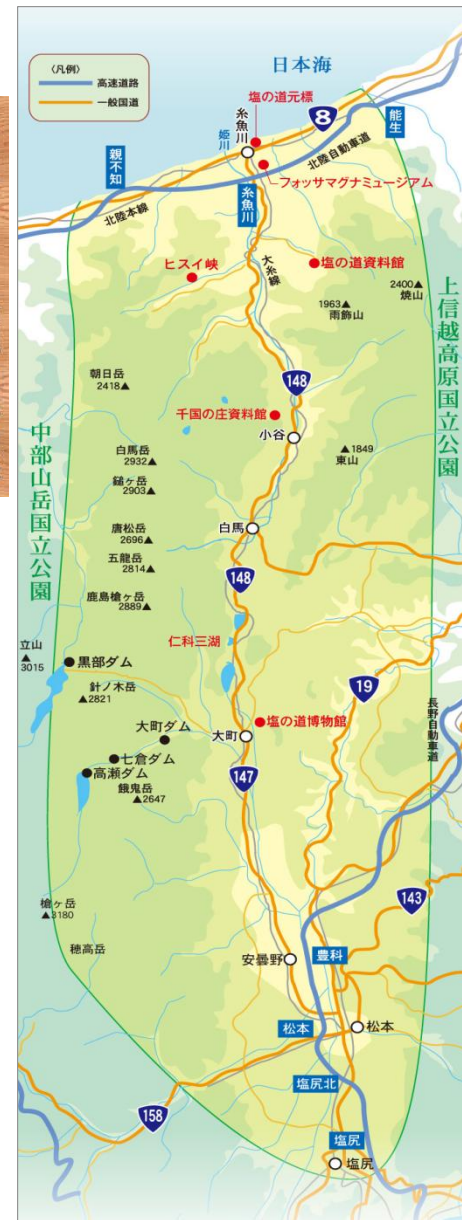 〈凡例〉
高速道路
一般国道
日本海
塩の道元標
8
能生
糸魚川
姫川
親不知
北陸自動車道
フォッサマグナミュージアム
北陸本線
糸魚川
大糸線
ヒスイ峡
塩の道資料館
2400▲
焼山
1963▲
雨飾山
上信越高原国立公園
朝日岳
2418▲
148
千国の庄資料館
小谷
中部山岳国立公園
白馬岳
2932▲
▲1849
東山
鎚ヶ岳
2903▲
唐松岳
2696▲
白馬
五龍岳
2814▲
148
鹿島槍ヶ岳
2889▲
仁科三湖
立山
▲
3015
黒部ダム
19
針ノ木岳
▲2821
長野自動車道
塩の道博物館
大町ダム
大町
七倉ダム
147
高瀬ダム
餓鬼岳
▲2647
143
槍ヶ岳
▲3180
穂高岳
豊科
安曇野
松本
松本
塩尻北
158
塩尻
塩尻